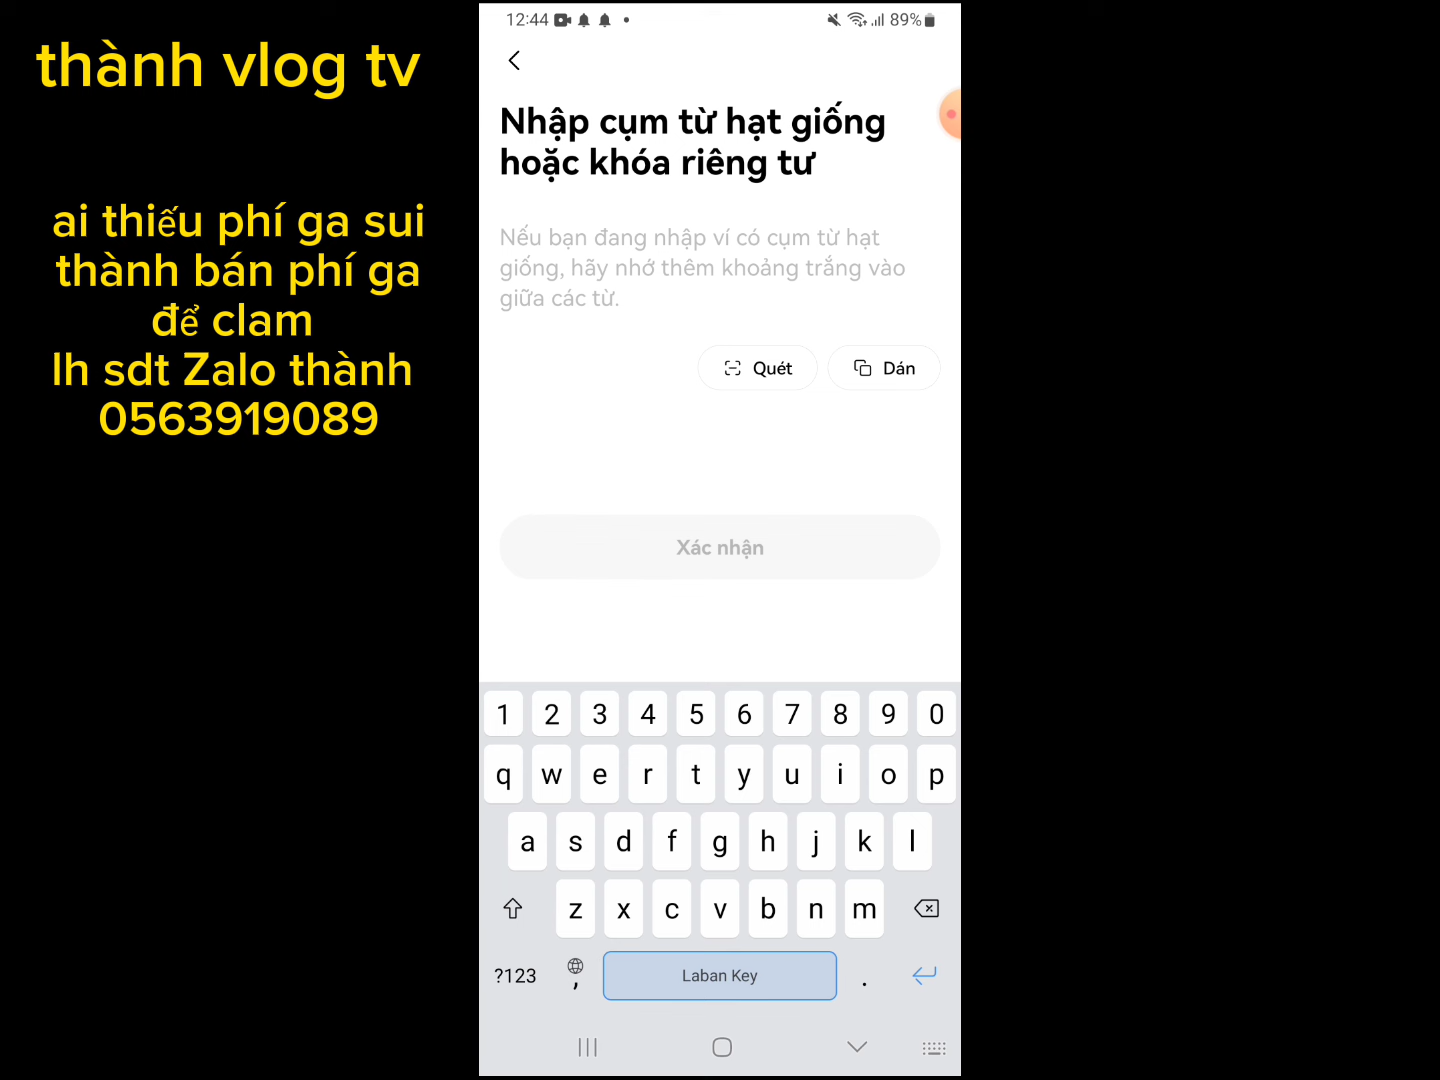 thành vlog tv
ai thiếu phí ga sui
thành bán phí ga
để clam
lh sdt Zalo thành
0563919089
12:44
89%
Nhập cụm từ hạt giống
hoặc khóa riêng tư
Nếu bạn đang nhập ví có cụm từ hạt
giống, hãy nhớ thêm khoảng trắng vào
giữa các từ.
Quét
Dán
Xác nhận
1 2 3 4 5 6 7 8 9 0
q w e r t y u i o p
a s d f g h j k l
z x c v b n m
?123 , Laban Key .